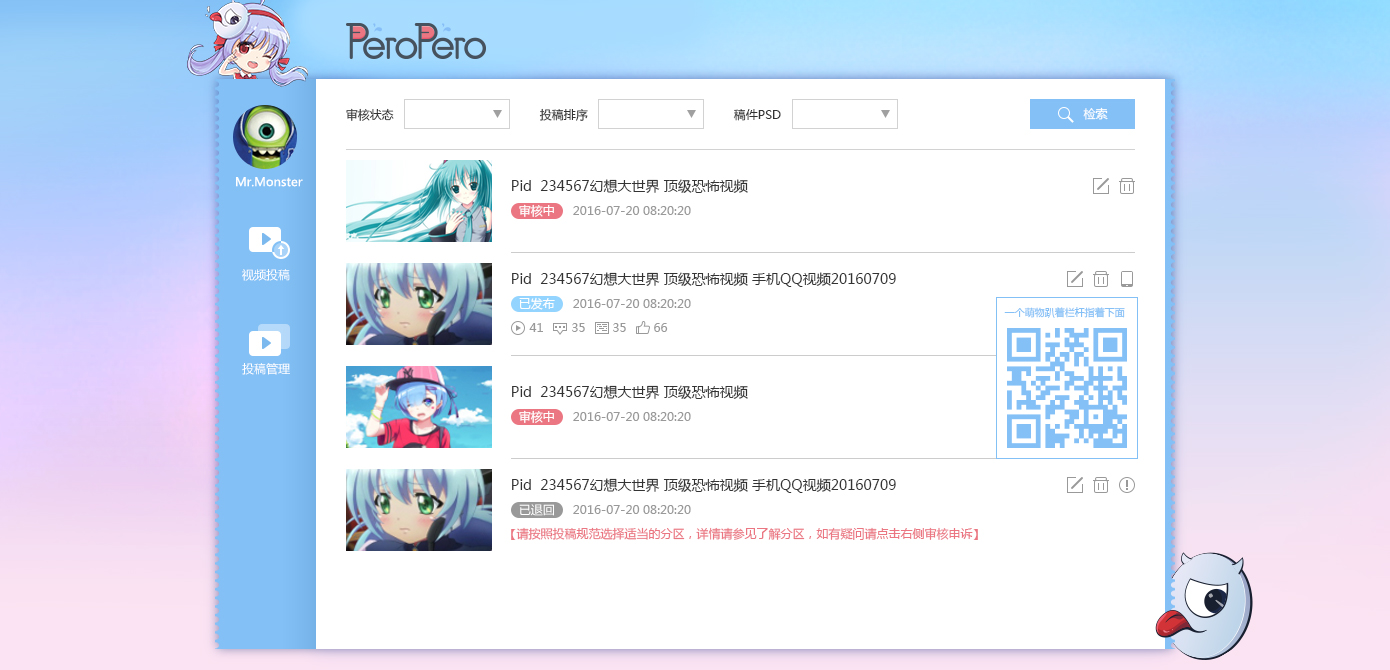 PeroPero
审核状态 投稿排序 稿件PSD 检索
Mr.Monster
视频投稿
投稿管理
Pid 234567幻想大世界 顶级恐怖视频
审核中 2016-07-20 08:20:20
Pid 234567幻想大世界 顶级恐怖视频 手机QQ视频20160709
已发布 2016-07-20 08:20:20
41 35 35 66
一个萌物趴着栏杆指着下面
Pid 234567幻想大世界 顶级恐怖视频
审核中 2016-07-20 08:20:20
Pid 234567幻想大世界 顶级恐怖视频 手机QQ视频20160709
已退回 2016-07-20 08:20:20
【请按照投稿规范选择适当的分区，详情请参见了解分区，如有疑问请点击右侧审核申诉】